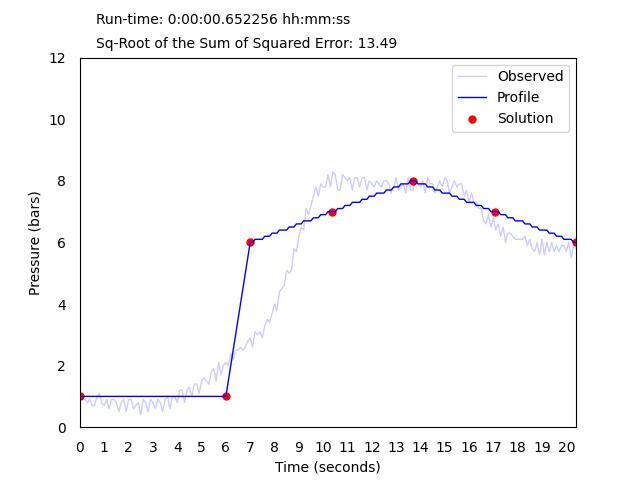 Run-time: 0:00:00.652256 hh:mm:ss
Sq-Root of the Sum of Squared Error: 13.49
Observed
Profile
Solution
Pressure (bars)
12
10
8
6
4
2
0
0 1 2 3 4 5 6 7 8 9 10 11 12 13 14 15 16 17 18 19 20
Time (seconds)